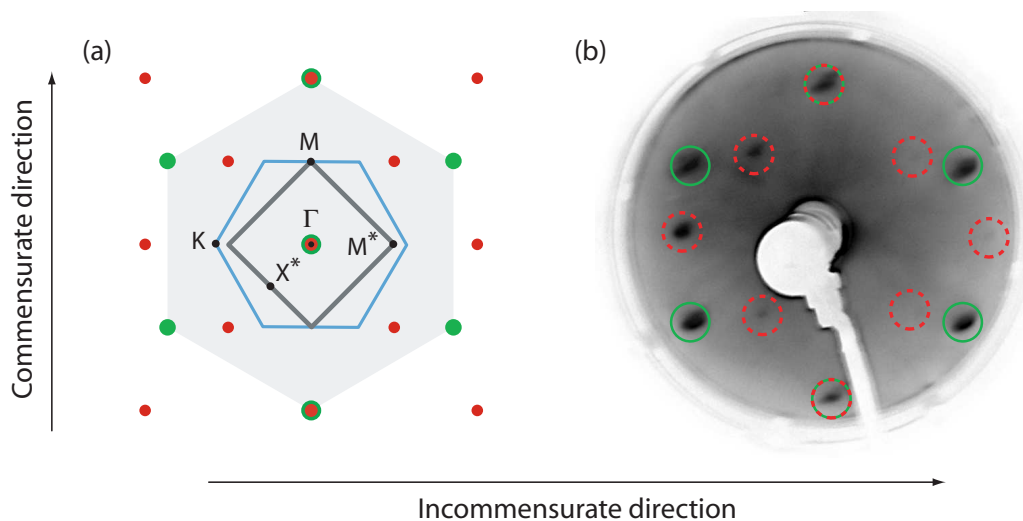 (a)
(b)
Commensurate direction
M
Γ
K
M*
X*
Incommensurate direction